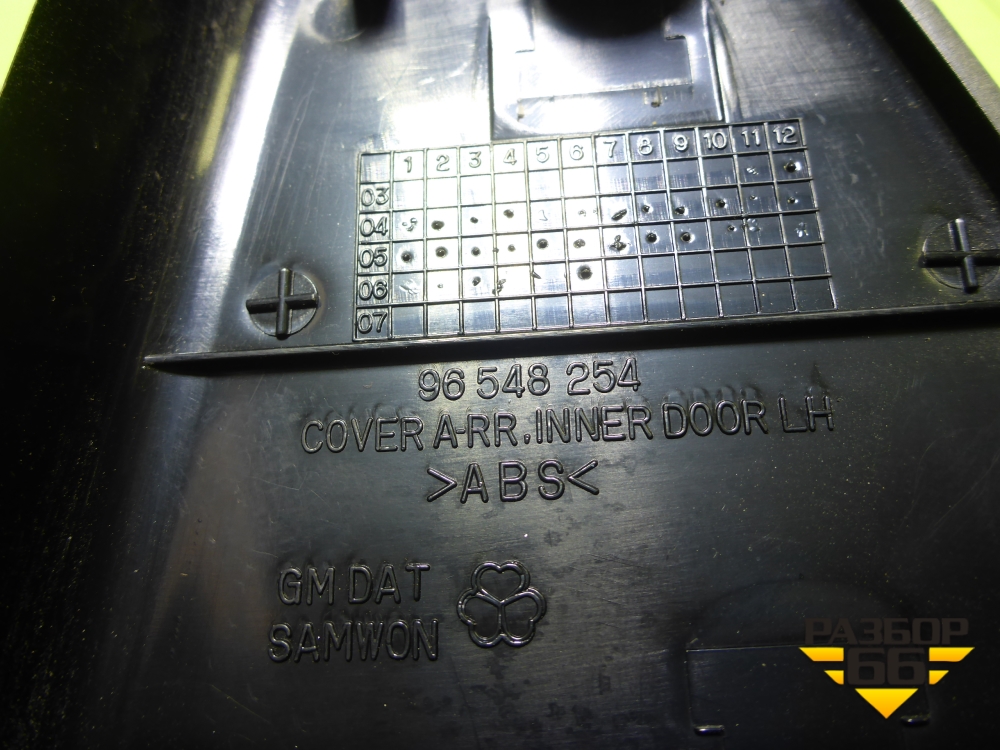 1 2 3 4 5 6 7 8 9 10 11 12
03
04
05
06
07
96 548 254
COVER A-RR. INNER DOOR LH
>ABS<
GM DAT
SAMWON
РАЗБОР
66